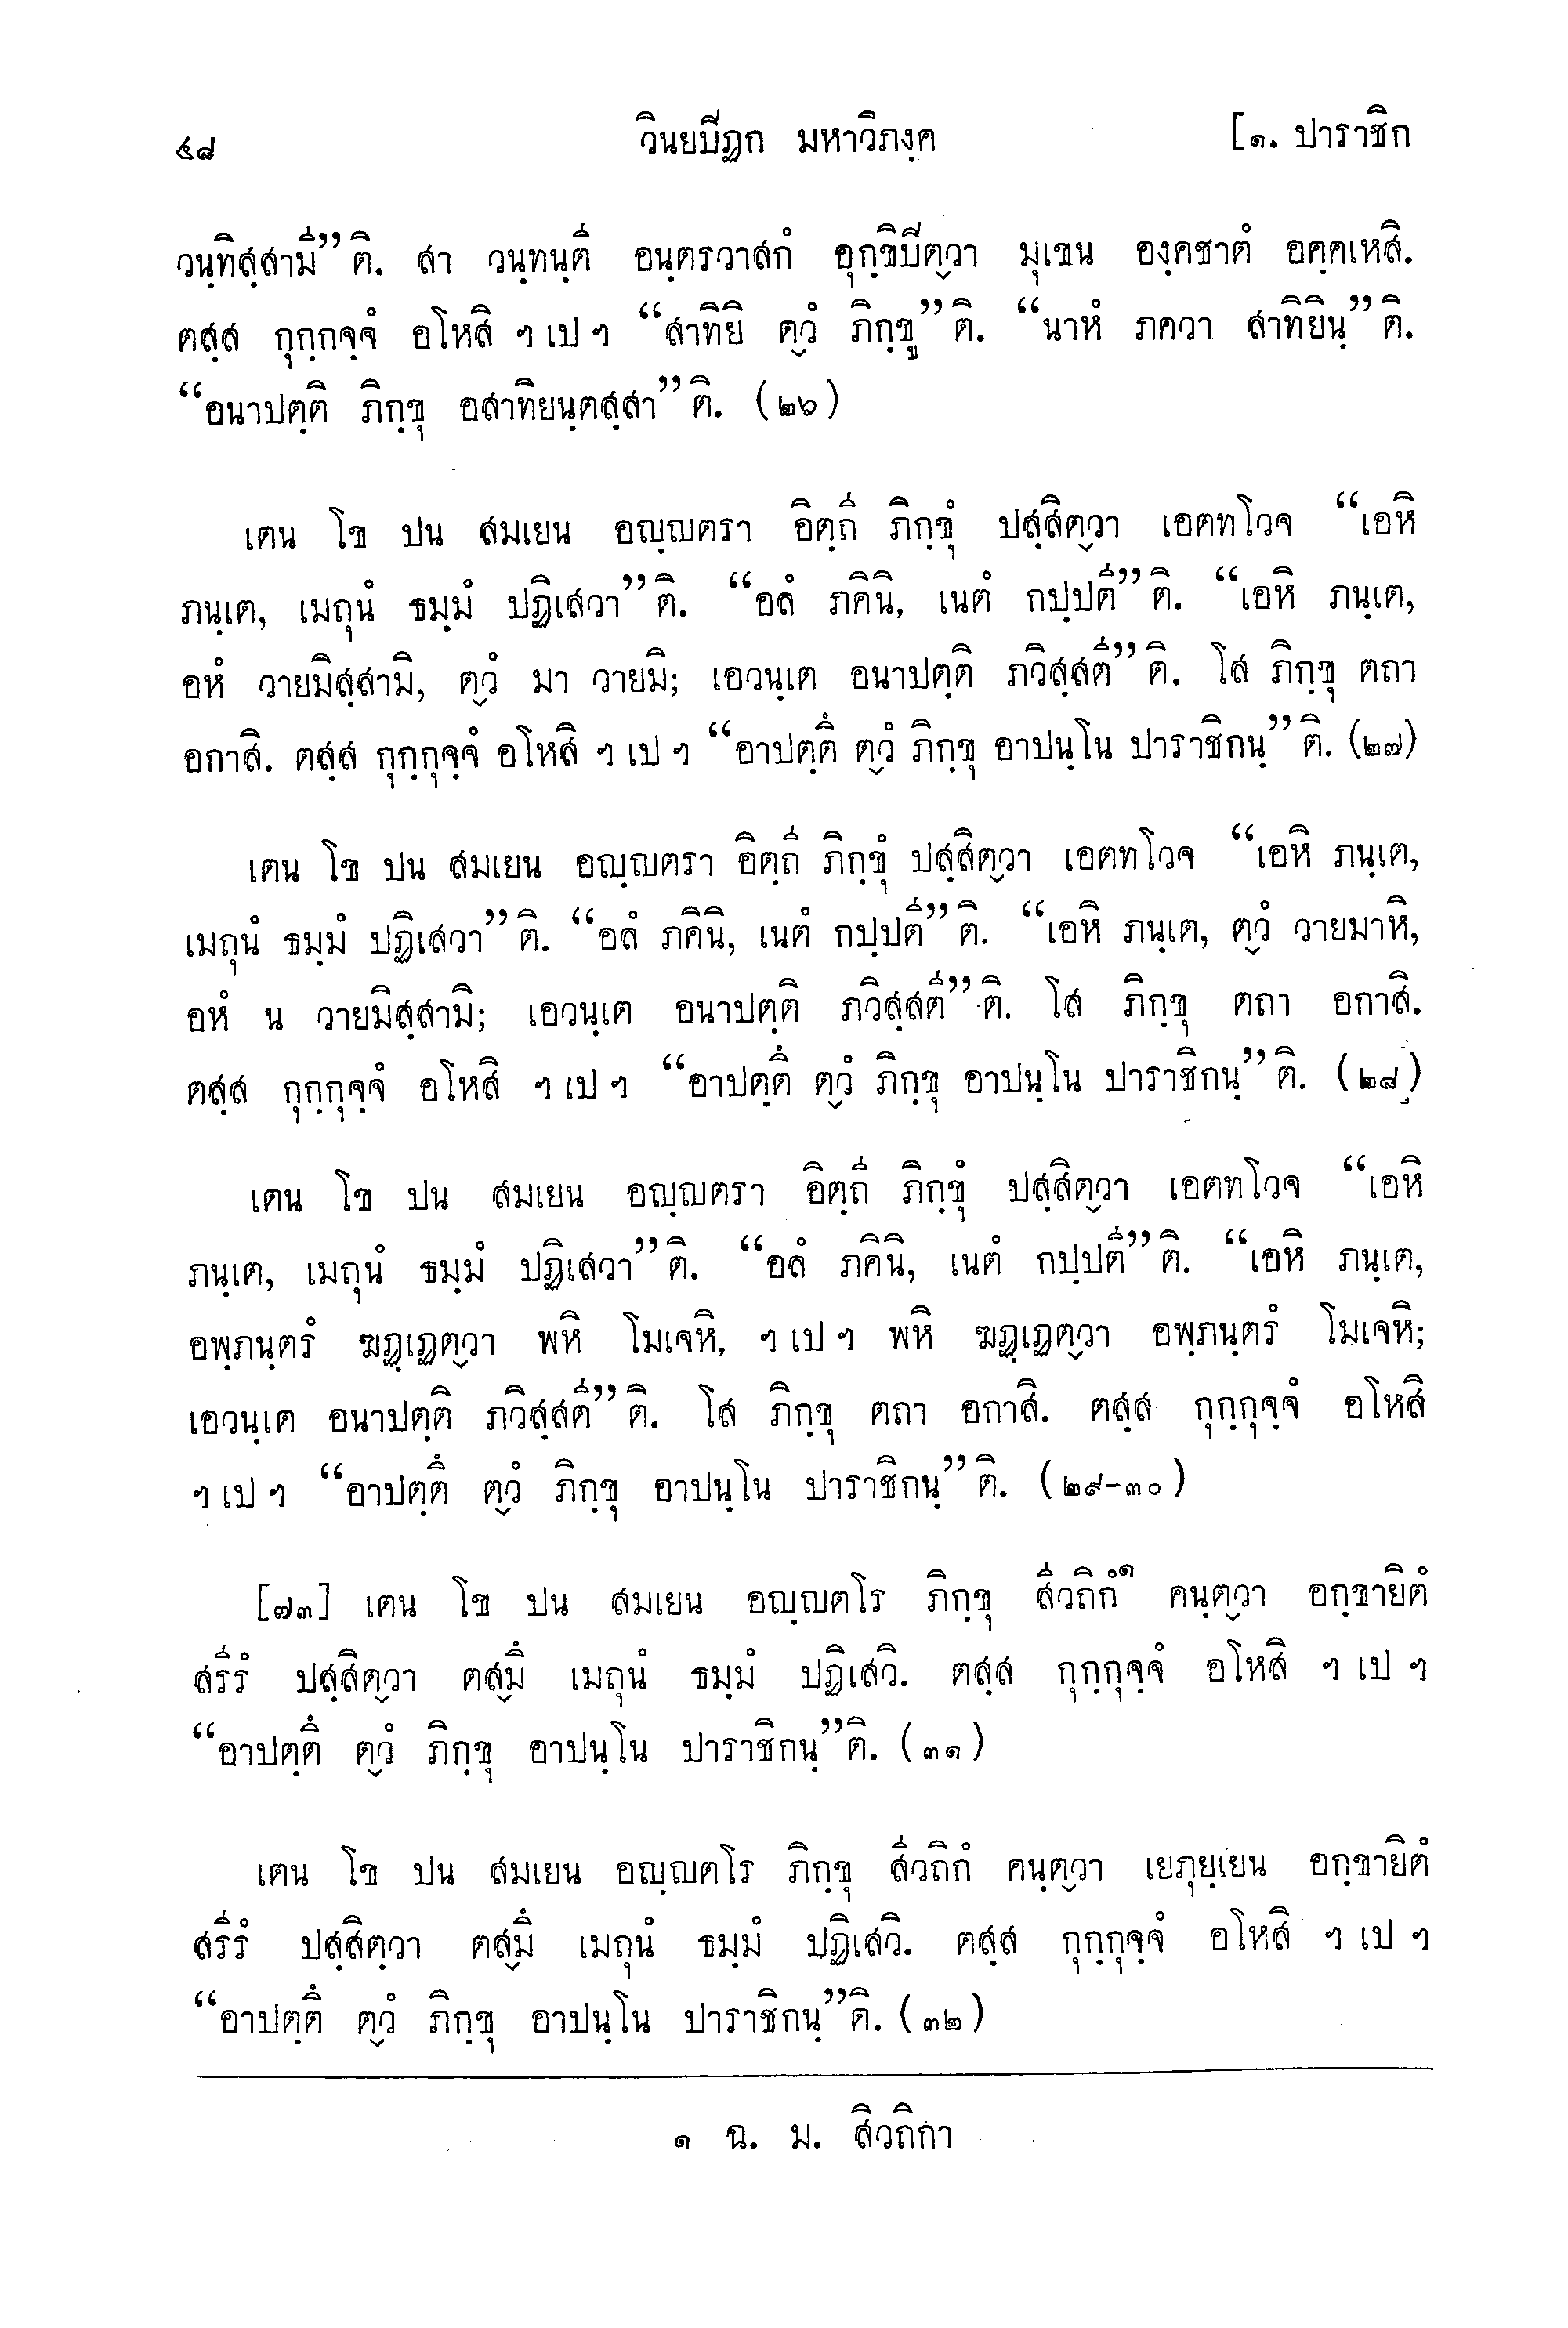 ๕๘ วินยปิฏก มหาวิภงฺค [๑. ปาราชิก
วนฺทิสฺสามี”ติ. สา วนฺทนฺตี อนฺตรวาสกํ อุกฺขิปิตฺวา มุเขน องฺคชาตํ อคฺคเหสิ.
ตสฺส กุกฺกจฺจํ อโหสิ ฯ เป ฯ “สาทิยิ ตฺวํ ภิกฺขู”ติ. “นาหํ ภควา สาทิยินฺ”ติ.
“อนาปตฺติ ภิกฺขุ อสาทิยนฺตสฺสา”ติ. (๒๖)
เตน โข ปน สมเยน อญฺญตรา อิตฺถี ภิกฺขุํ ปสฺสิตฺวา เอตทโวจ “เอหิ
ภนฺเต, เมถุนํ ธมฺมํ ปฏิเสวา”ติ. “อลํ ภคินิ, เนตํ กปฺปตี”ติ. “เอหิ ภนฺเต,
อหํ วายมิสฺสามิ, ตฺวํ มา วายมิ; เอวนฺเต อนาปตฺติ ภวิสฺสตี”ติ. โส ภิกฺขุ ตถา
อกาสิ. ตสฺส กุกฺกุจฺจํ อโหสิ ฯ เป ฯ “อาปตฺตึ ตฺวํ ภิกฺขุ อาปนฺโน ปาราชิกนฺ”ติ. (๒๗)
เตน โข ปน สมเยน อญฺญตรา อิตฺถี ภิกฺขุํ ปสฺสิตฺวา เอตทโวจ “เอหิ ภนฺเต,
เมถุนํ ธมฺมํ ปฏิเสวา”ติ. “อลํ ภคินิ, เนตํ กปฺปตี”ติ. “เอหิ ภนฺเต, ตฺวํ วายมาหิ,
อหํ น วายมิสฺสามิ; เอวนฺเต อนาปตฺติ ภวิสฺสตี”ติ. โส ภิกฺขุ ตถา อกาสิ.
ตสฺส กุกฺกุจฺจํ อโหสิ ฯ เป ฯ “อาปตฺตึ ตฺวํ ภิกฺขุ อาปนฺโน ปาราชิกนฺ”ติ. (๒๘)
เตน โข ปน สมเยน อญฺญตรา อิตฺถี ภิกฺขุํ ปสฺสิตฺวา เอตทโวจ “เอหิ
ภนฺเต, เมถุนํ ธมฺมํ ปฏิเสวา”ติ. “อลํ ภคินิ, เนตํ กปฺปตี”ติ. “เอหิ ภนฺเต,
อพฺภนฺตรํ ฆฏฺเฏตฺวา พหิ โมเจหิ, ฯ เป ฯ พหิ ฆฏฺเฏตฺวา อพฺภนฺตรํ โมเจหิ;
เอวนฺเต อนาปตฺติ ภวิสฺสตี”ติ. โส ภิกฺขุ ตถา อกาสิ. ตสฺส กุกฺกุจฺจํ อโหสิ
ฯ เป ฯ “อาปตฺตึ ตฺวํ ภิกฺขุ อาปนฺโน ปาราชิกนฺ”ติ. (๒๙-๓๐)
[๗๓] เตน โข ปน สมเยน อญฺญตโร ภิกฺขุ สีวถิกํ๑ คนฺตฺวา อกฺขายิตํ
สรีรํ ปสฺสิตฺวา ตสฺมึ เมถุนํ ธมฺมํ ปฏิเสวิ. ตสฺส กุกฺกุจฺจํ อโหสิ ฯ เป ฯ
“อาปตฺตึ ตฺวํ ภิกฺขุ อาปนฺโน ปาราชิกนฺ”ติ. (๓๑)
เตน โข ปน สมเยน อญฺญตโร ภิกฺขุ สีวถิกํ คนฺตฺวา เยภุยฺเยน อกฺขายิตํ
สรีรํ ปสฺสิตฺวา ตสฺมึ เมถุนํ ธมฺมํ ปฏิเสวิ. ตสฺส กุกฺกุจฺจํ อโหสิ ฯ เป ฯ
“อาปตฺตึ ตฺวํ ภิกฺขุ อาปนฺโน ปาราชิกนฺ”ติ. (๓๒)
๑ ฉ. ม. สิวถิกา